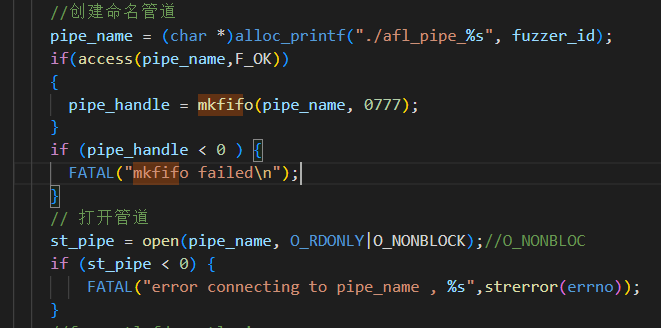 //创建命名管道
pipe_name = (char *)alloc_printf("./afl_pipe_%s", fuzzer_id);
if(access(pipe_name,F_OK))
{
pipe_handle = mkfifo(pipe_name, 0777);
}
if (pipe_handle < 0 ) {
FATAL("mkfifo failed\n");
}
// 打开管道
st_pipe = open(pipe_name, O_RDONLY|O_NONBLOCK);//O_NONBLOC
if (st_pipe < 0) {
FATAL("error connecting to pipe_name , %s",strerror(errno));
}